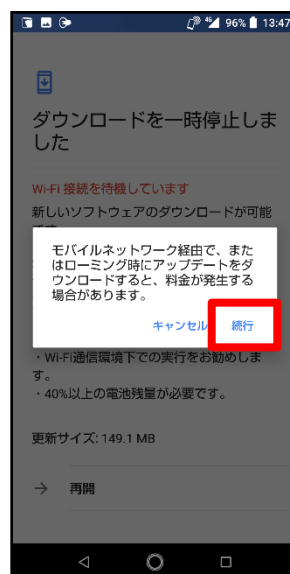 4G 96% 13:47
ダウンロードを一時停止しま
した
Wi-Fi 接続を待機しています
新しいソフトウェアのダウンロードが可能
モバイルネットワーク経由で、また
はローミング時にアップデートをダ
ウンロードすると、料金が発生する
場合があります。
キャンセル 続行
・Wi-Fi通信環境下での実行をお勧めしま
す。
・40%以上の電池残量が必要です。
更新サイズ: 149.1 MB
→ 再開